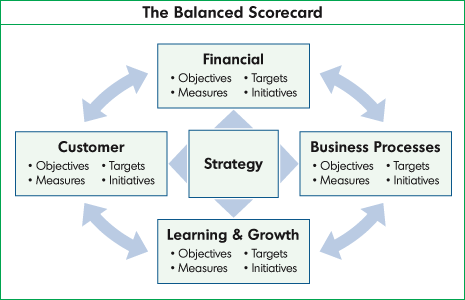 The Balanced Scorecard
Financial
• Objectives • Targets
• Measures • Initiatives
Customer
• Objectives • Targets
• Measures • Initiatives
Strategy
Business Processes
• Objectives • Targets
• Measures • Initiatives
Learning & Growth
• Objectives • Targets
• Measures • Initiatives